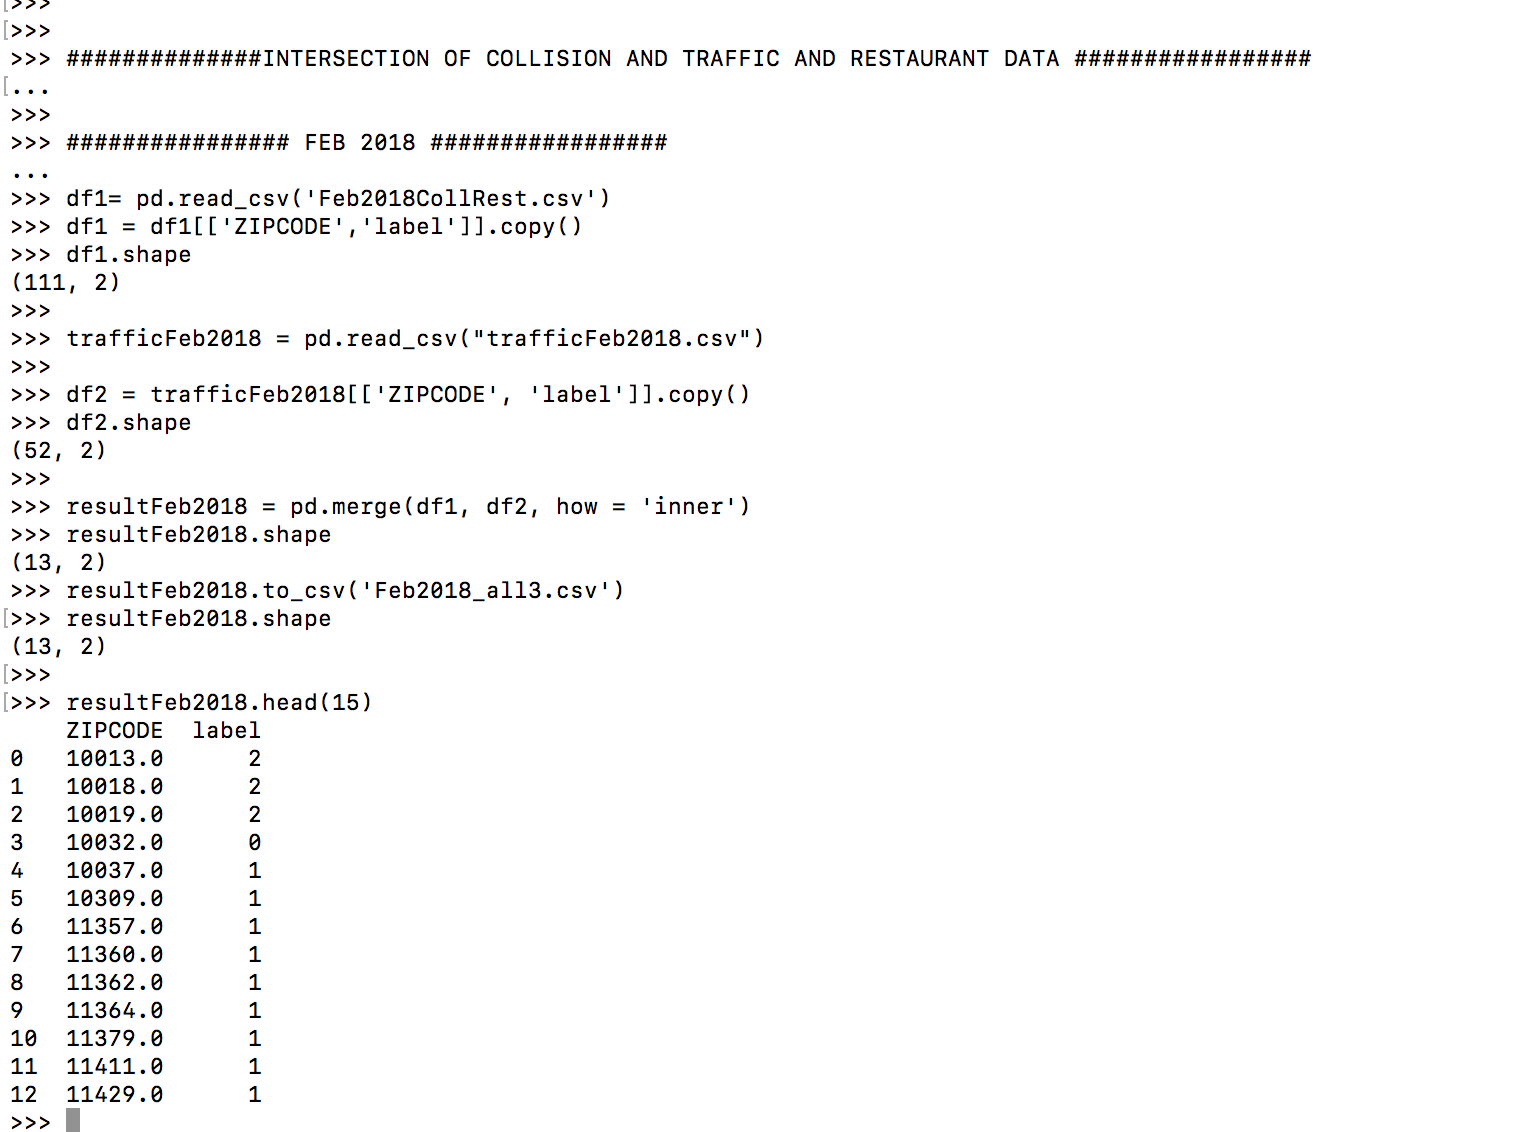 [>>>
[>>>
>>> ##############INTERSECTION OF COLLISION AND TRAFFIC AND RESTAURANT DATA #################
[...
>>>
>>> ################ FEB 2018 #################
...
>>> df1= pd.read_csv('Feb2018CollRest.csv')
>>> df1 = df1[['ZIPCODE','label']].copy()
>>> df1.shape
(111, 2)
>>>
>>> trafficFeb2018 = pd.read_csv("trafficFeb2018.csv")
>>>
>>> df2 = trafficFeb2018[['ZIPCODE', 'label']].copy()
>>> df2.shape
(52, 2)
>>>
>>> resultFeb2018 = pd.merge(df1, df2, how = 'inner')
>>> resultFeb2018.shape
(13, 2)
>>> resultFeb2018.to_csv('Feb2018_all3.csv')
[>>> resultFeb2018.shape
(13, 2)
[>>>
[>>> resultFeb2018.head(15)
    ZIPCODE  label
0   10013.0      2
1   10018.0      2
2   10019.0      2
3   10032.0      0
4   10037.0      1
5   10309.0      1
6   11357.0      1
7   11360.0      1
8   11362.0      1
9   11364.0      1
10  11379.0      1
11  11411.0      1
12  11429.0      1
>>>